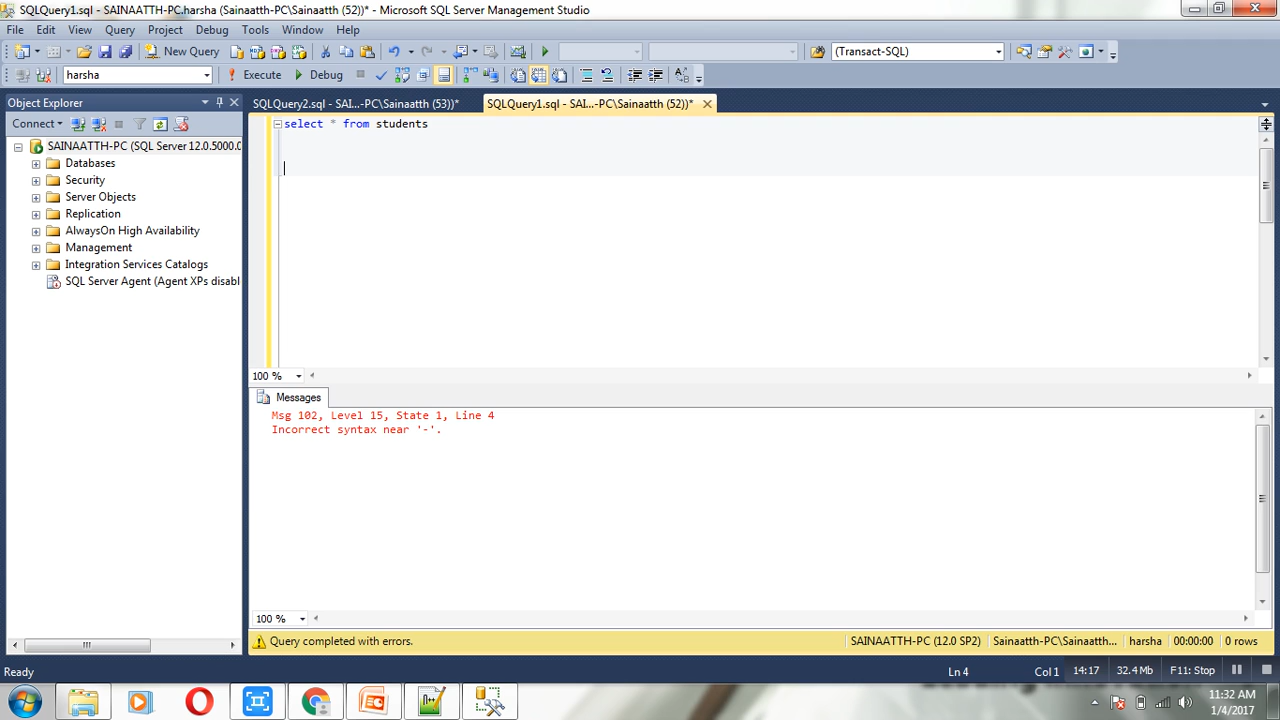 SQLQuery1.sql - SAINAATTH-PC.harsha (Sainaatth-PC\Sainaatth (52))* - Microsoft SQL Server Management Studio
File Edit View Query Project Debug Tools Window Help
New Query (Transact-SQL)
harsha Execute Debug
Object Explorer
SQLQuery2.sql - SAI...-PC\Sainaatth (53))*
SQLQuery1.sql - SAI...-PC\Sainaatth (52))*
Connect
SAINAATTH-PC (SQL Server 12.0.5000.0
Databases
Security
Server Objects
Replication
AlwaysOn High Availability
Management
Integration Services Catalogs
SQL Server Agent (Agent XPs disabl
select * from students
100 %
Messages
Msg 102, Level 15, State 1, Line 4
Incorrect syntax near '-'.
100 %
Query completed with errors. SAINAATTH-PC (12.0 SP2) Sainaatth-PC\Sainaatth... harsha 00:00:00 0 rows
Ready Ln 4 Col 1 14:17 32.4 Mb F11: Stop
11:32 AM
1/4/2017